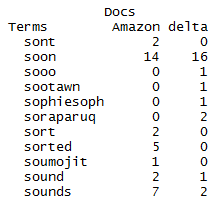 Docs
Terms Amazon delta
sont 2 0
soon 14 16
sooo 0 1
sootawn 0 1
sophiesoph 0 1
soraparuq 0 2
sort 2 0
sorted 5 0
soumojit 1 0
sound 2 1
sounds 7 2